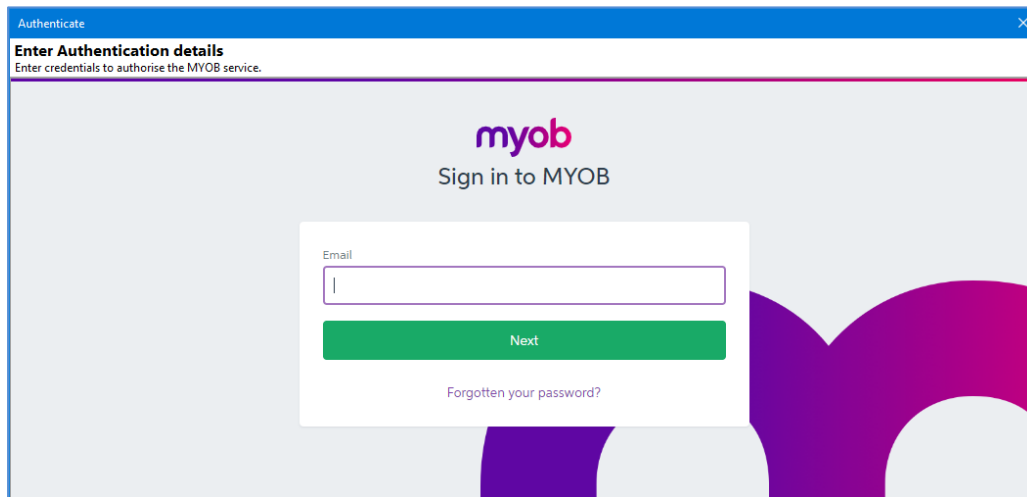 Authenticate
Enter Authentication details
Enter credentials to authorise the MYOB service.
myob
Sign in to MYOB
Email
Next
Forgotten your password?